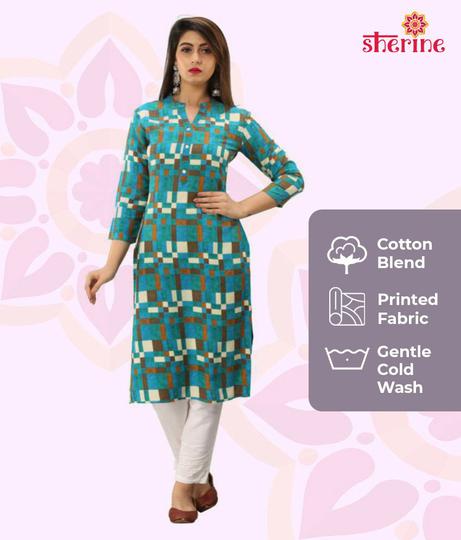 sherine
Cotton
Blend
Printed
Fabric
Gentle
Cold
Wash